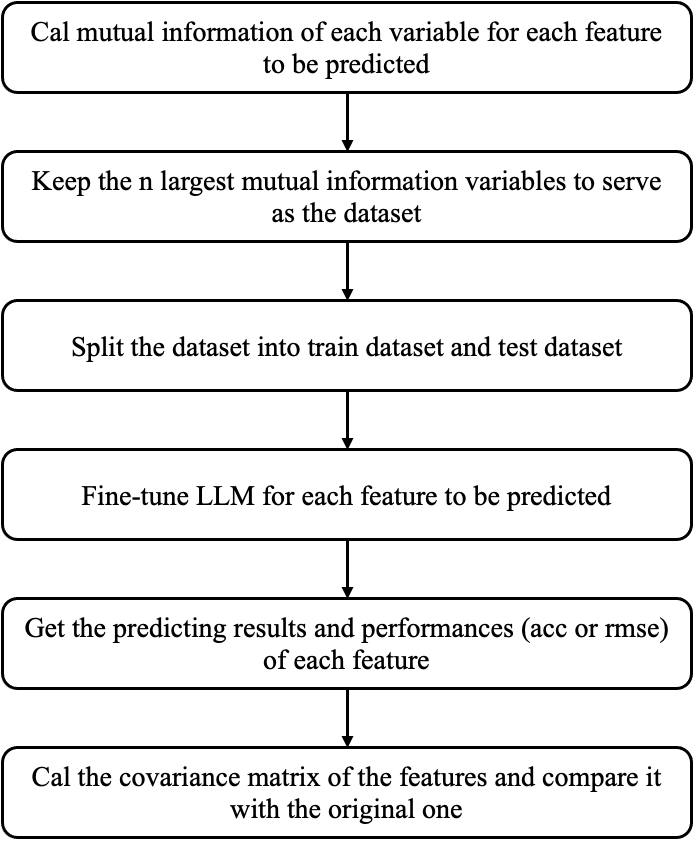 Cal mutual information of each variable for each feature
to be predicted
Keep the n largest mutual information variables to serve
as the dataset
Split the dataset into train dataset and test dataset
Fine-tune LLM for each feature to be predicted
Get the predicting results and performances (acc or rmse)
of each feature
Cal the covariance matrix of the features and compare it
with the original one